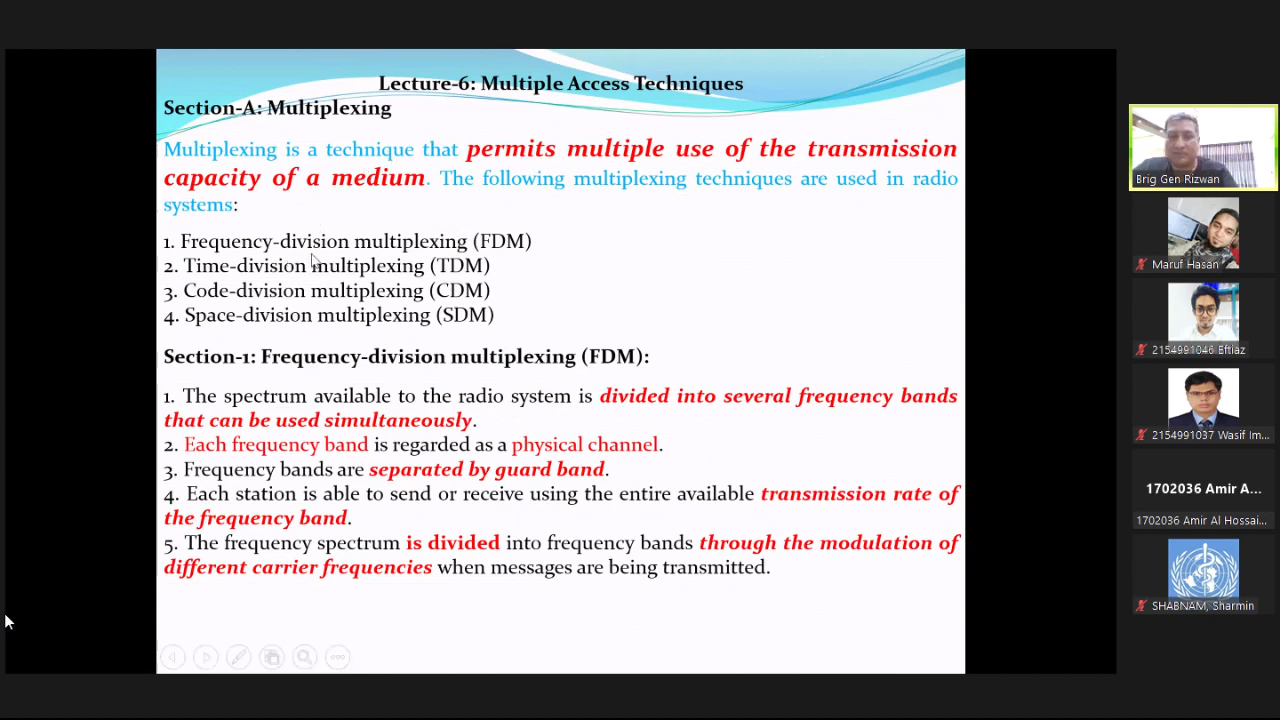 Lecture-6: Multiple Access Techniques
Section-A: Multiplexing
Multiplexing is a technique that permits multiple use of the transmission
capacity of a medium. The following multiplexing techniques are used in radio
systems:
1. Frequency-division multiplexing (FDM)
2. Time-division multiplexing (TDM)
3. Code-division multiplexing (CDM)
4. Space-division multiplexing (SDM)
Section-1: Frequency-division multiplexing (FDM):
1. The spectrum available to the radio system is divided into several frequency bands
that can be used simultaneously.
2. Each frequency band is regarded as a physical channel.
3. Frequency bands are separated by guard band.
4. Each station is able to send or receive using the entire available transmission rate of
the frequency band.
5. The frequency spectrum is divided into frequency bands through the modulation of
different carrier frequencies when messages are being transmitted.
Brig Gen Rizwan
Maruf Hasan
2154991046 Eftiaz
2154991037 Wasif Im...
1702036 Amir A...
1702036 Amir Al Hossai...
SHABNAM, Sharmin